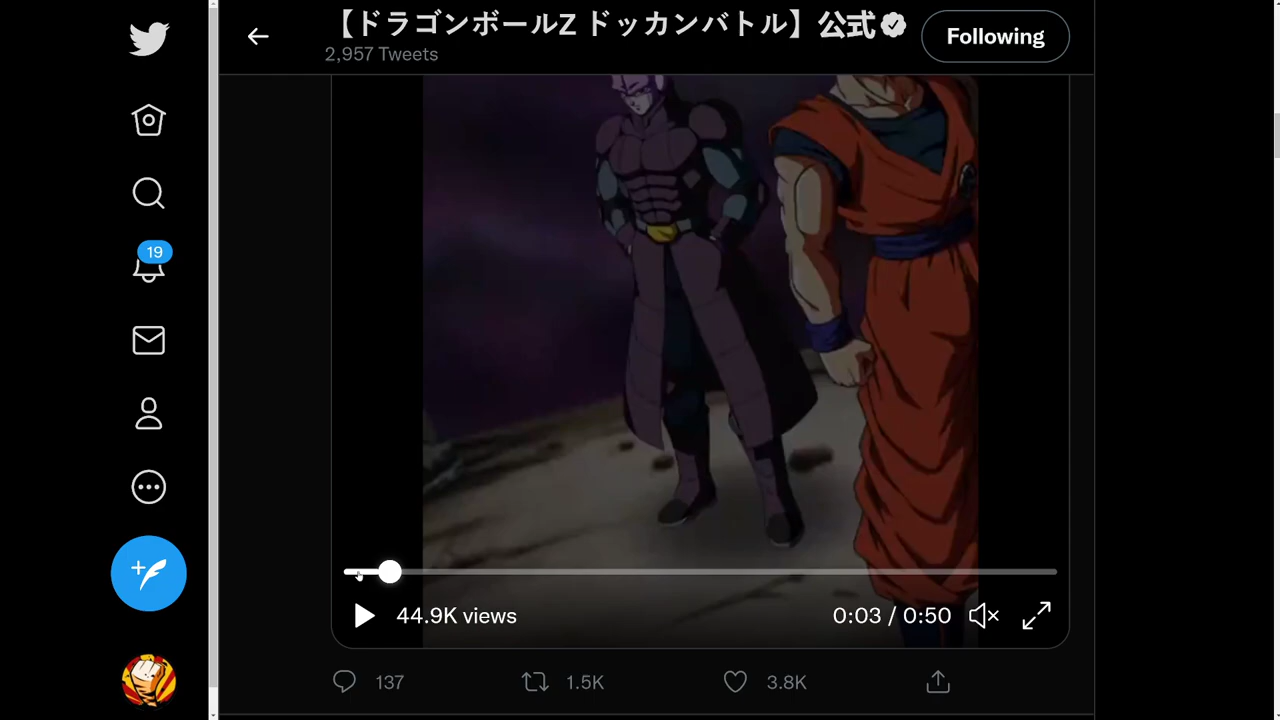 【ドラゴンボールZ ドッカンバトル】公式
Following
2,957 Tweets
19
44.9K views
0:03 / 0:50
137
1.5K
3.8K